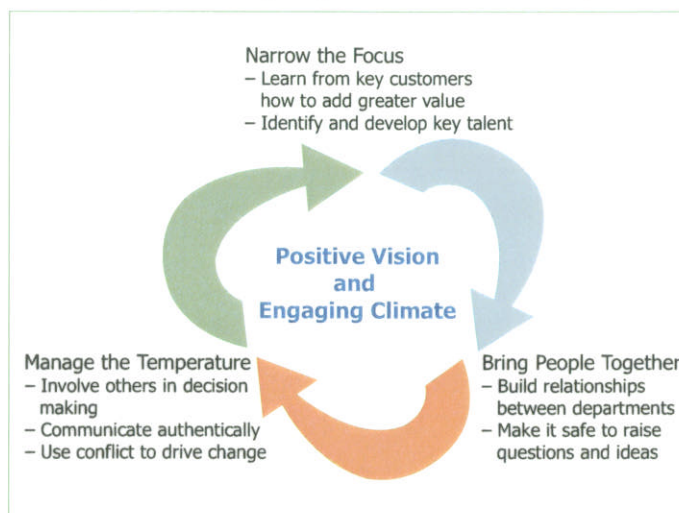 Narrow the Focus
– Learn from key customers
how to add greater value
– Identify and develop key talent
Positive Vision
and
Engaging Climate
Manage the Temperature
– Involve others in decision
making
– Communicate authentically
– Use conflict to drive change
Bring People Together
– Build relationships
between departments
– Make it safe to raise
questions and ideas